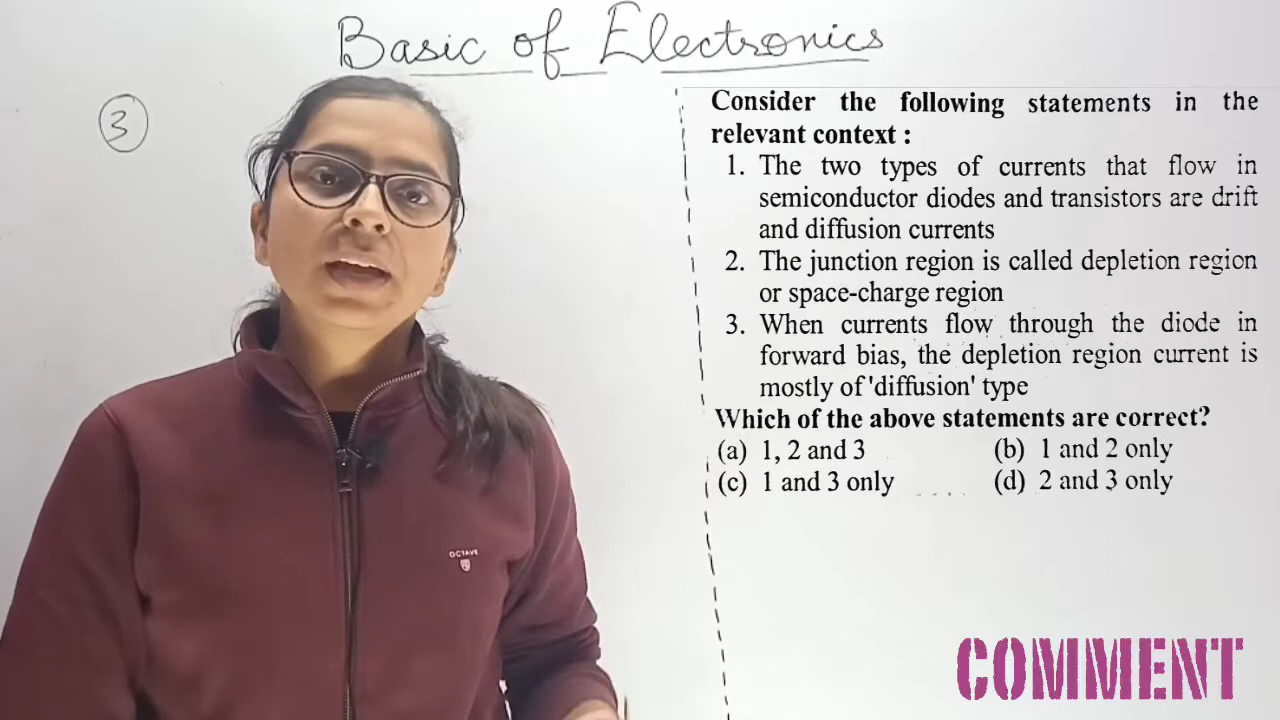 Basic of Electronics
3
Consider the following statements in the
relevant context :
1. The two types of currents that flow in
semiconductor diodes and transistors are drift
and diffusion currents
2. The junction region is called depletion region
or space-charge region
3. When currents flow through the diode in
forward bias, the depletion region current is
mostly of 'diffusion' type
Which of the above statements are correct?
(a) 1, 2 and 3 (b) 1 and 2 only
(c) 1 and 3 only (d) 2 and 3 only
OCTAVE
COMMENT